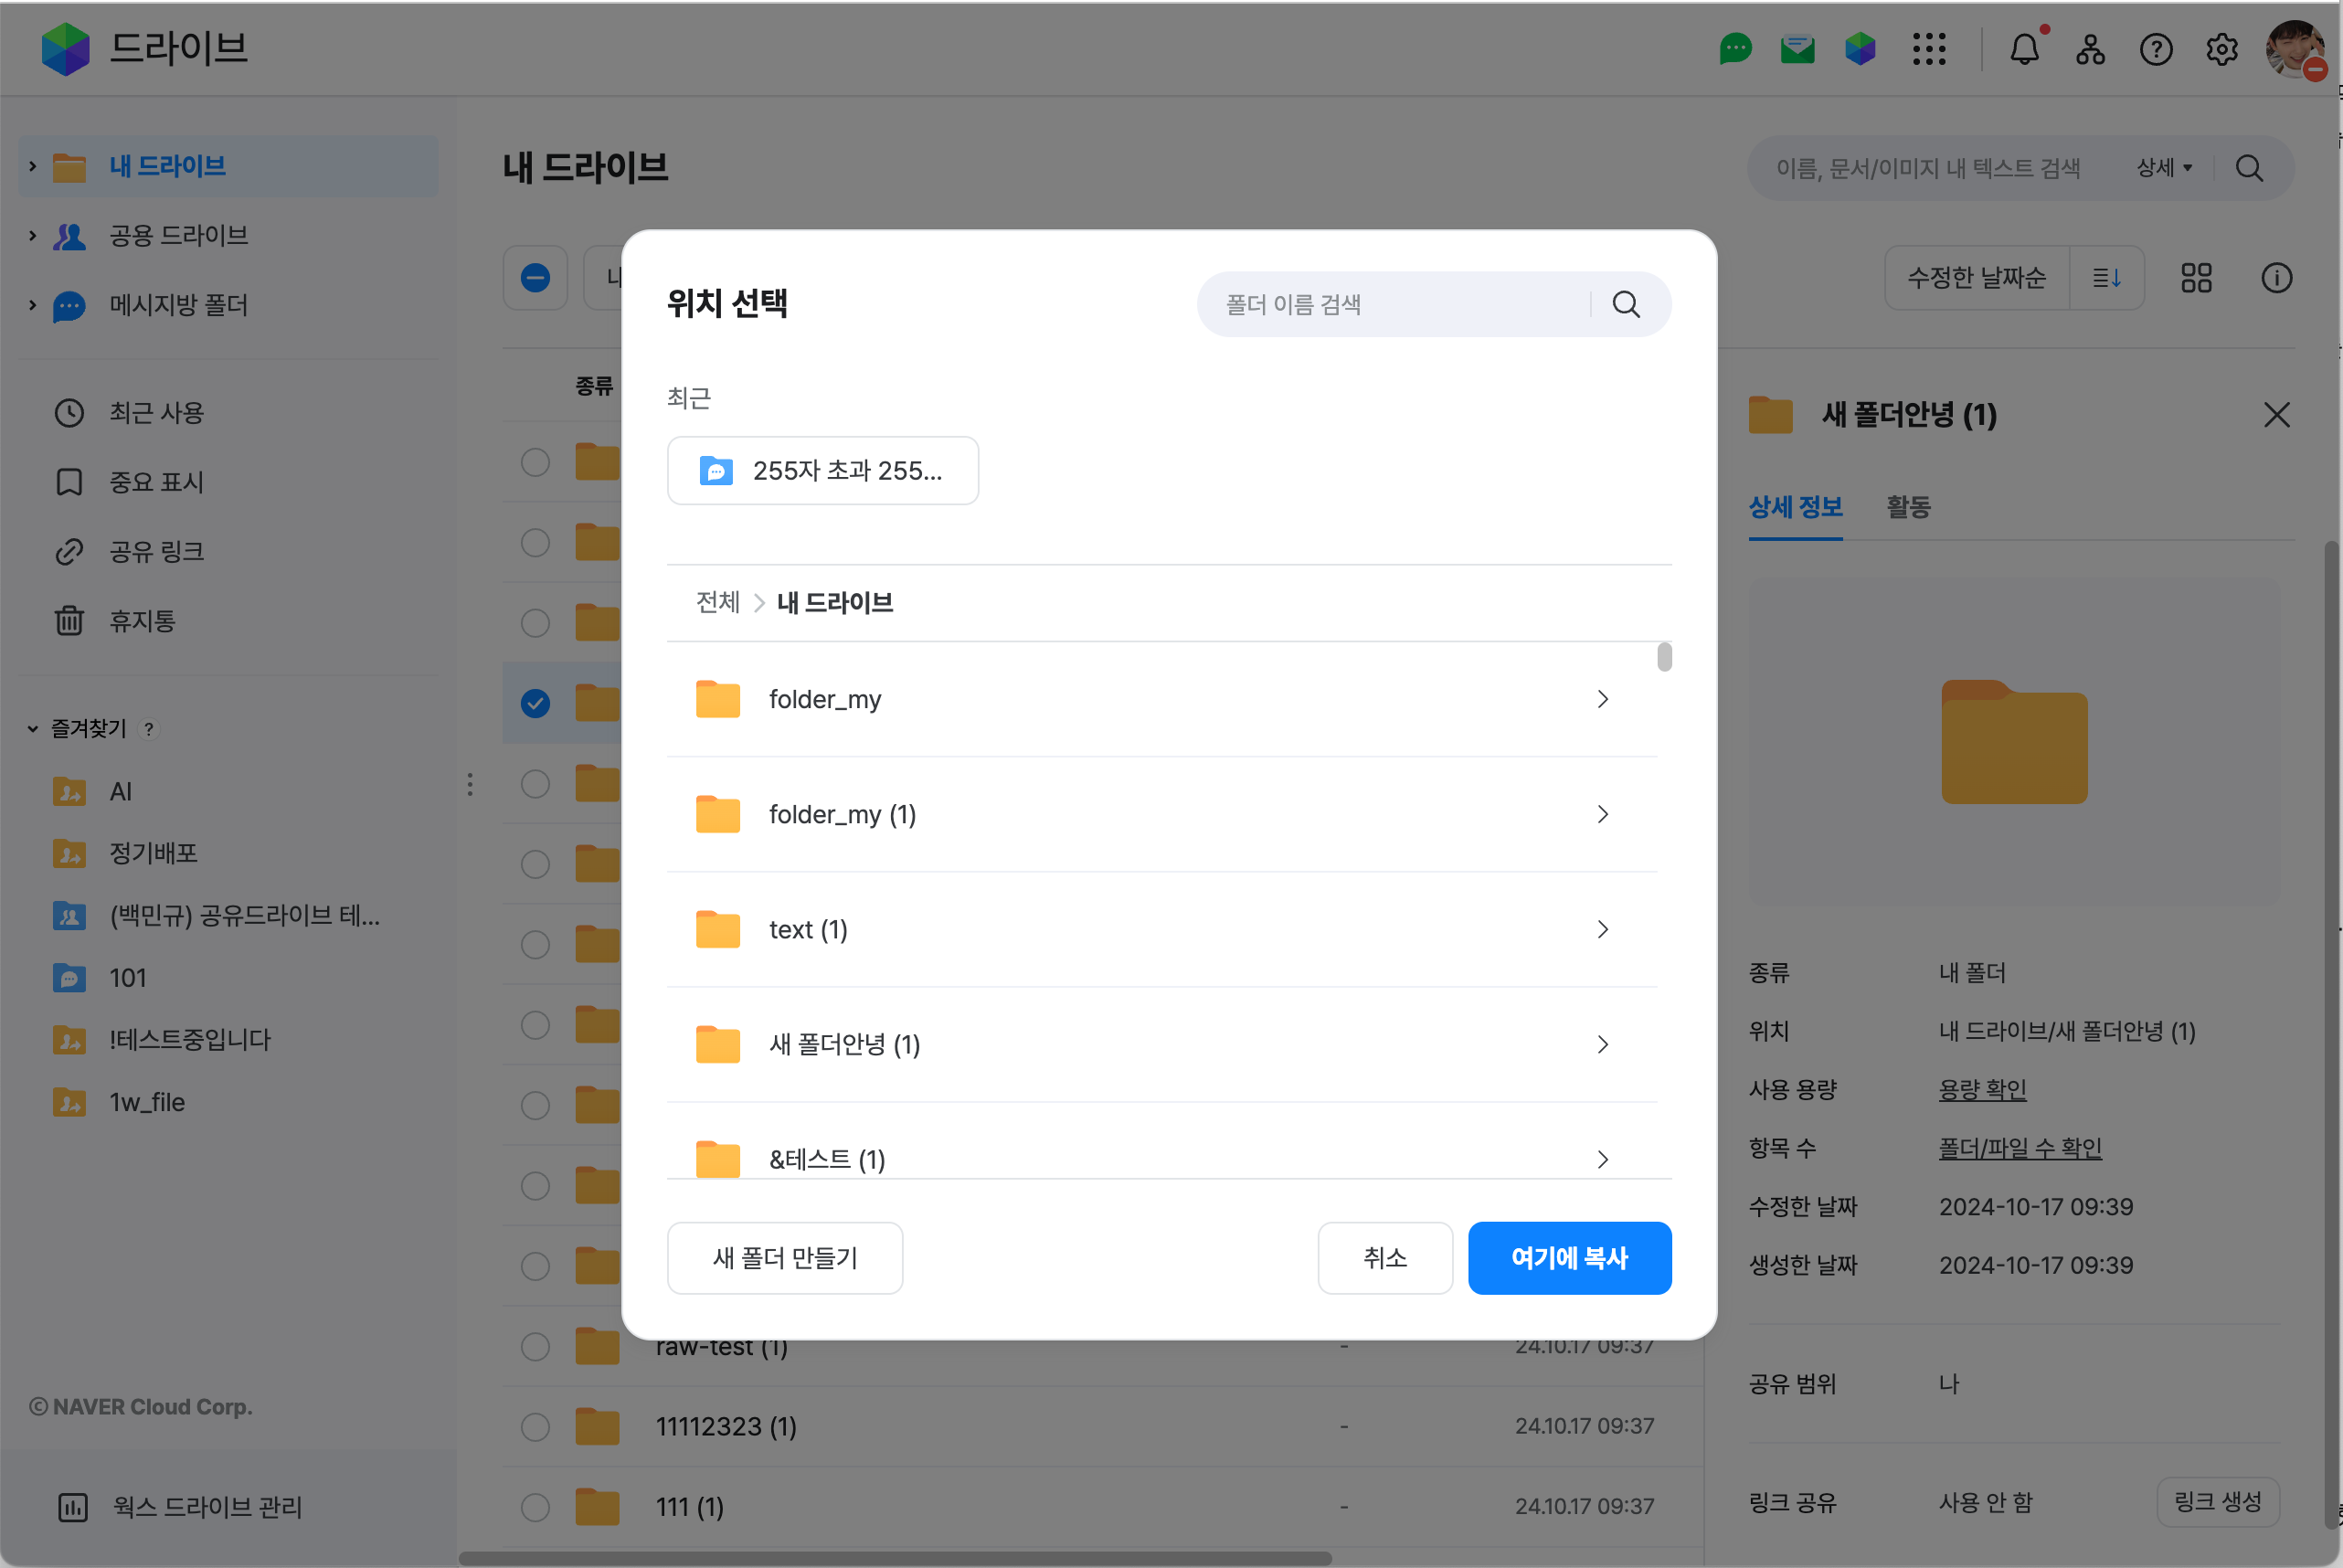 드라이브
내 드라이브
공용 드라이브
메시지방 폴더
최근 사용
중요 표시
공유 링크
휴지통
즐겨찾기 ?
AI
정기배포
(백민규) 공유드라이브 테...
101
!테스트중입니다
1w_file
© NAVER Cloud Corp.
웍스 드라이브 관리
내 드라이브
이름, 문서/이미지 내 텍스트 검색 상세
수정한 날짜순
종류
위치 선택
폴더 이름 검색
최근
255자 초과 255...
전체 > 내 드라이브
folder_my
folder_my (1)
text (1)
새 폴더안녕 (1)
&테스트 (1)
새 폴더 만들기
취소
여기에 복사
raw-test (1) - 24.10.17 09:37
11112323 (1) - 24.10.17 09:37
111 (1) - 24.10.17 09:37
새 폴더안녕 (1)
상세 정보 활동
종류 내 폴더
위치 내 드라이브/새 폴더안녕 (1)
사용 용량 용량 확인
항목 수 폴더/파일 수 확인
수정한 날짜 2024-10-17 09:39
생성한 날짜 2024-10-17 09:39
공유 범위 나
링크 공유 사용 안 함 링크 생성